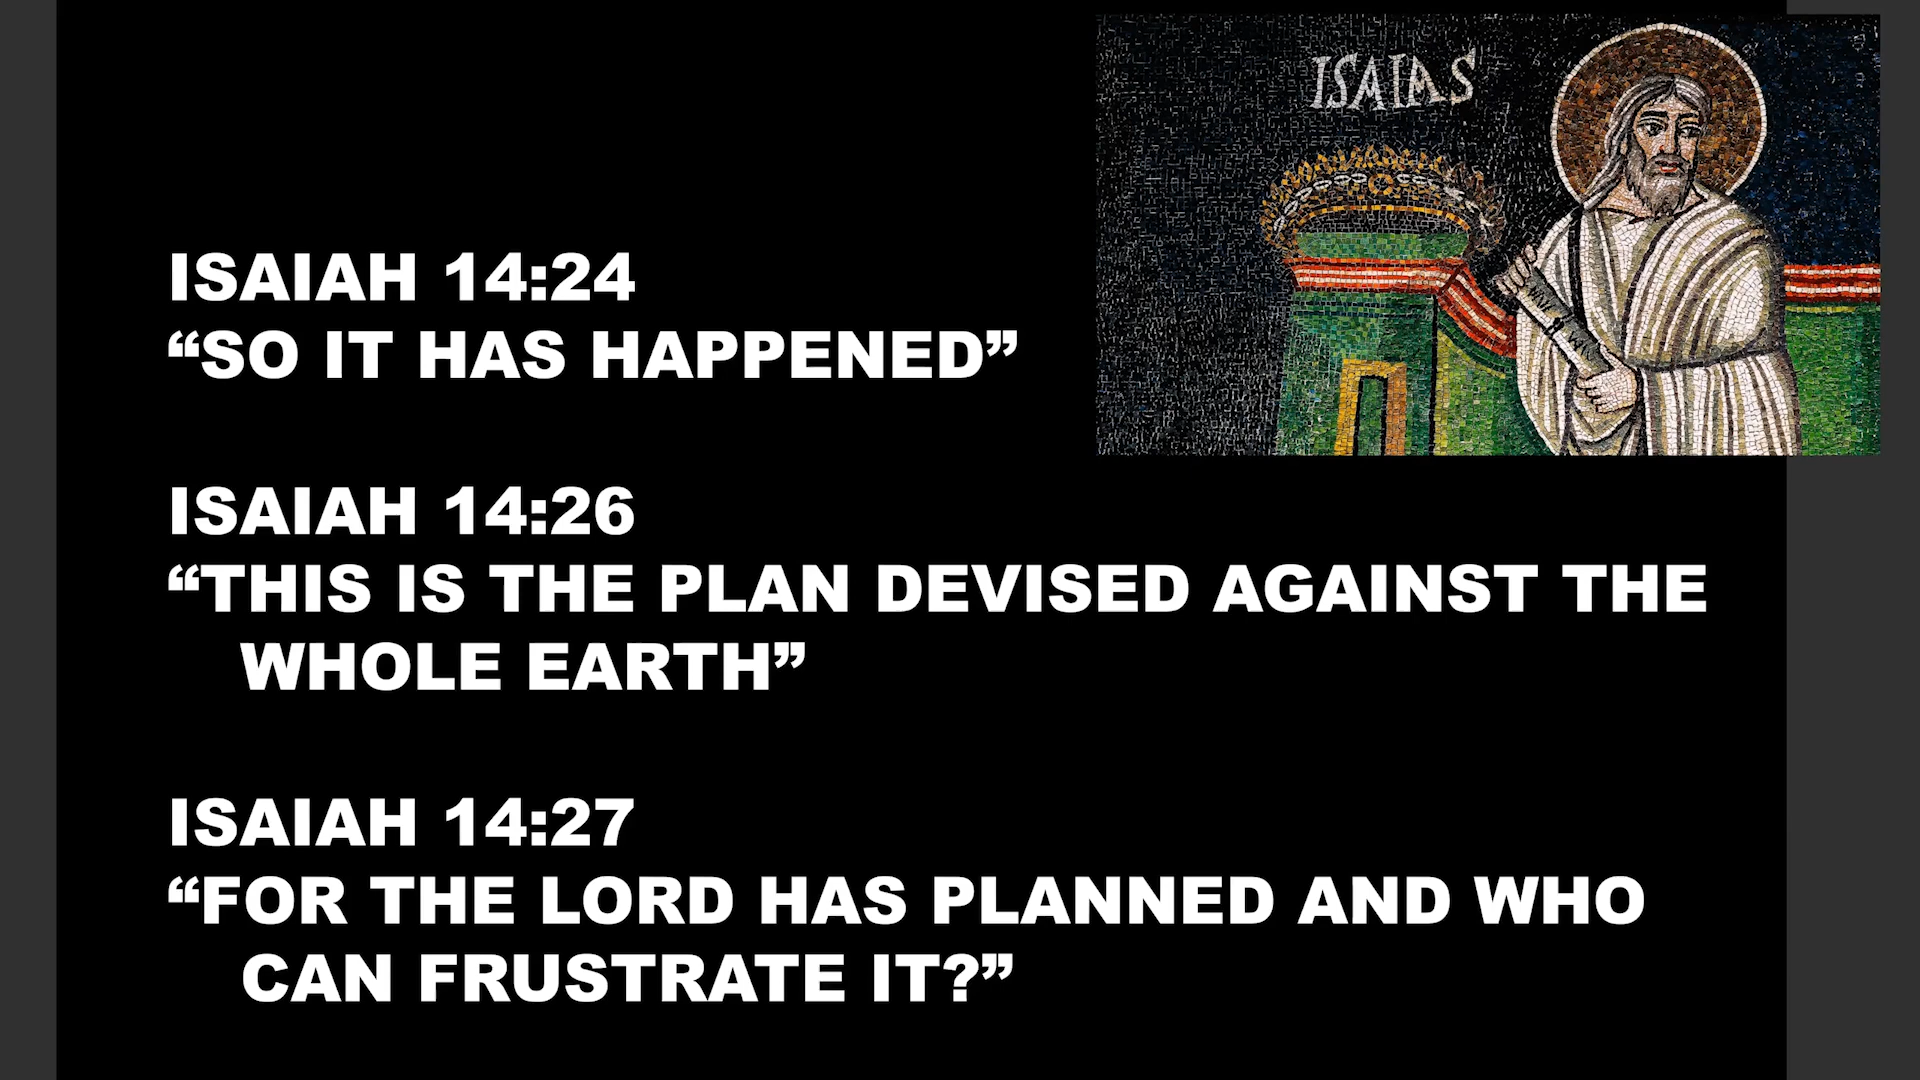 ISAIAS
ISAIAH 14:24
“SO IT HAS HAPPENED”
ISAIAH 14:26
“THIS IS THE PLAN DEVISED AGAINST THE
WHOLE EARTH”
ISAIAH 14:27
“FOR THE LORD HAS PLANNED AND WHO
CAN FRUSTRATE IT?”